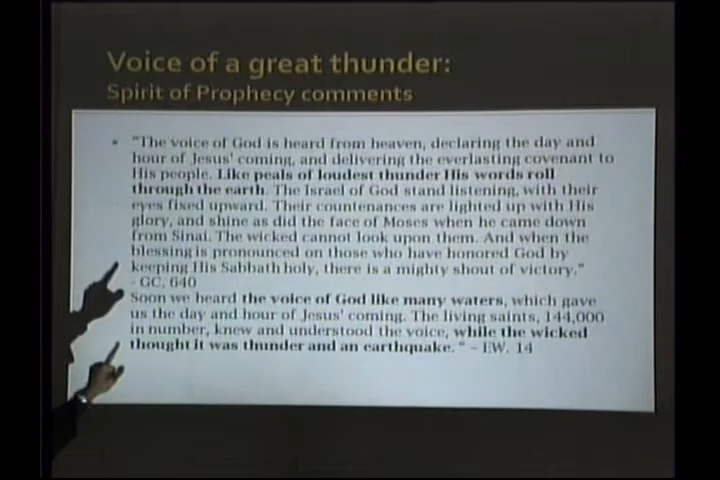 Voice of a great thunder:
Spirit of Prophecy comments
"The voice of God is heard from heaven, declaring the day and
hour of Jesus' coming, and delivering the everlasting covenant to
His people. Like peals of loudest thunder His words roll
through the earth. The Israel of God stand listening, with their
eyes fixed upward. Their countenances are lighted up with His
glory, and shine as did the face of Moses when he came down
from Sinai. The wicked cannot look upon them. And when the
blessing is pronounced on those who have honored God by
keeping His Sabbath holy, there is a mighty shout of victory."
- GC, 640
Soon we heard the voice of God like many waters, which gave
us the day and hour of Jesus' coming. The living saints, 144,000
in number, knew and understood the voice, while the wicked
thought it was thunder and an earthquake. " – EW. 14